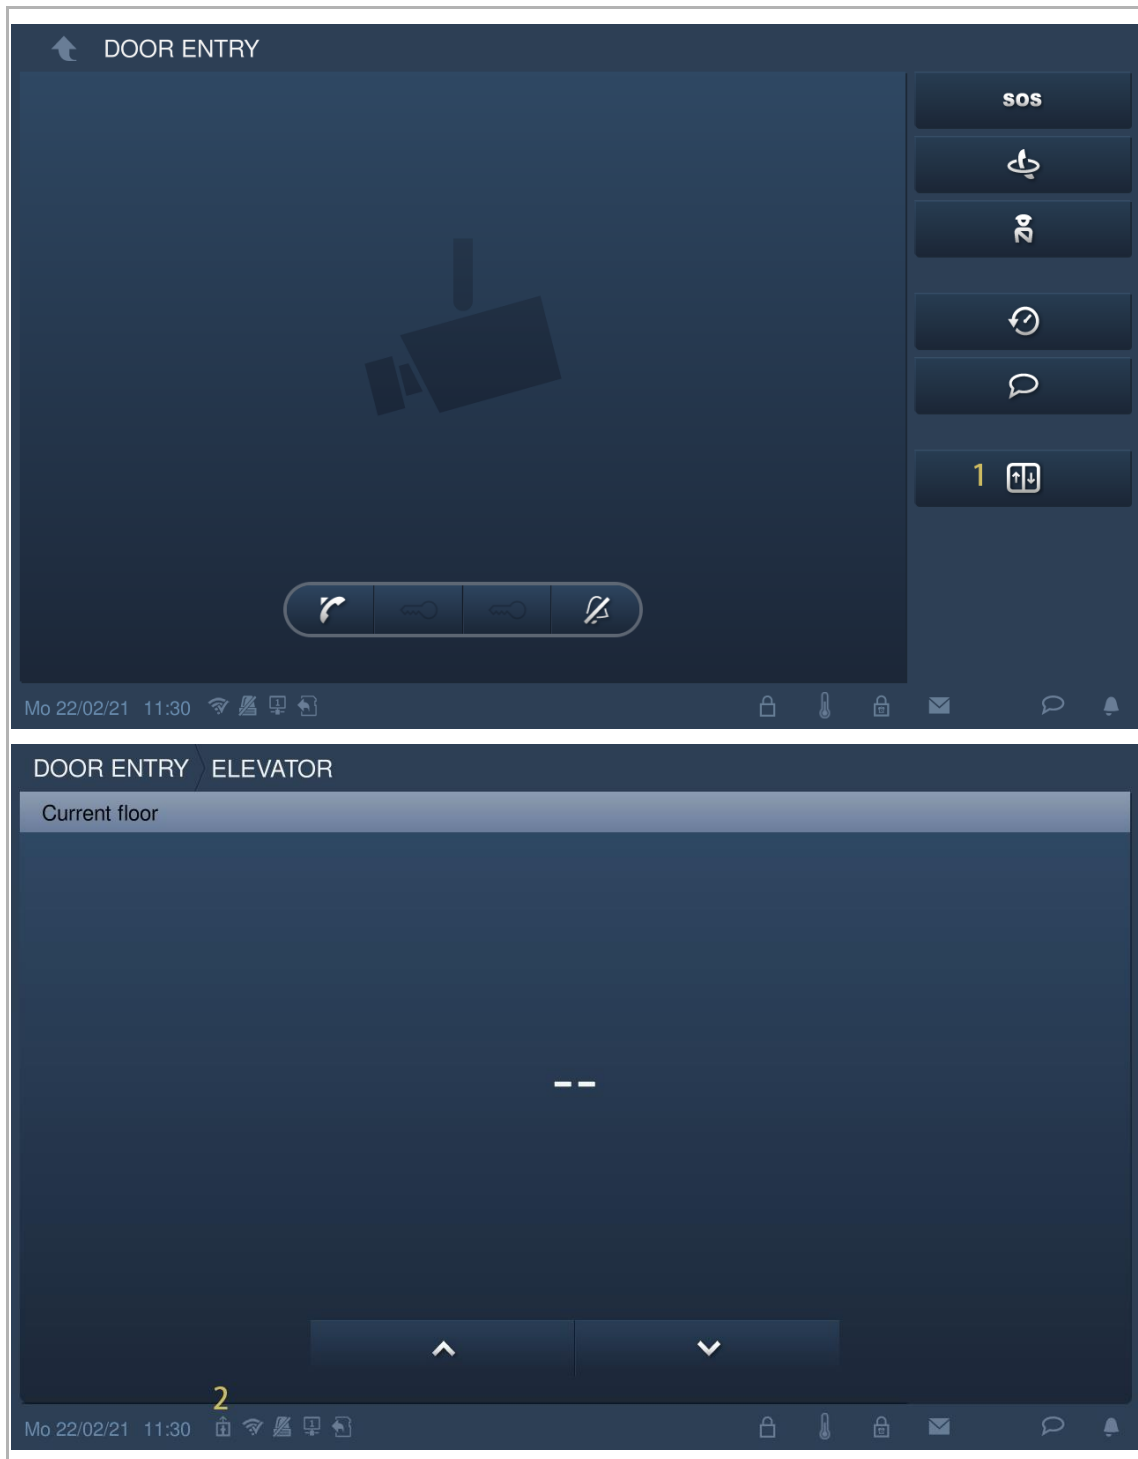 DOOR ENTRY
SOS
1
Mo 22/02/21 11:30
DOOR ENTRY ELEVATOR
Current floor
--
2
Mo 22/02/21 11:30